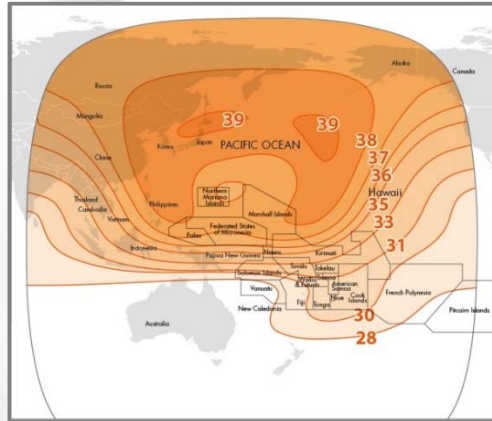 Alaska
Canada
Russia
Mongolia
39
39
Korea
Japan
PACIFIC OCEAN
38
37
China
36
Hawaii
Northern
Mariana
Islands
35
Thailand
Cambodia
Vietnam
Philippines
Marshall Islands
33
Palau
Federated States
of Micronesia
31
Indonesia
Papua New Guinea
Nauru
Kiribati
Solomon Islands
Tuvalu
Tokelau
Wallis
& Futuna
Samoa
American
Samoa
Cook
Islands
French Polynesia
Vanuatu
Fiji
Tonga
Niue
Pitcairn Islands
New Caledonia
30
Australia
28